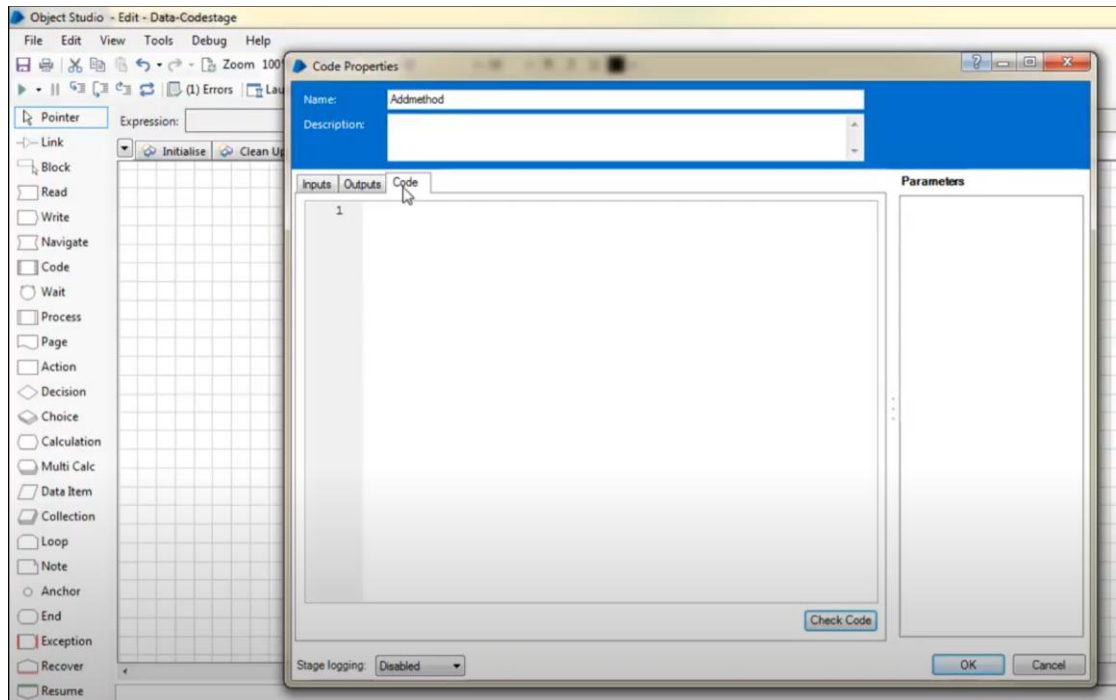 Object Studio - Edit - Data-Codestage
File Edit View Tools Debug Help
Zoom 100
(1) Errors Lau
Pointer
Expression:
Initialise Clean Up
Link
Block
Read
Write
Navigate
Code
Wait
Process
Page
Action
Decision
Choice
Calculation
Multi Calc
Data Item
Collection
Loop
Note
Anchor
End
Exception
Recover
Resume
Code Properties
Name: Addmethod
Description:
Inputs Outputs Code
Parameters
1
Check Code
Stage logging: Disabled
OK Cancel